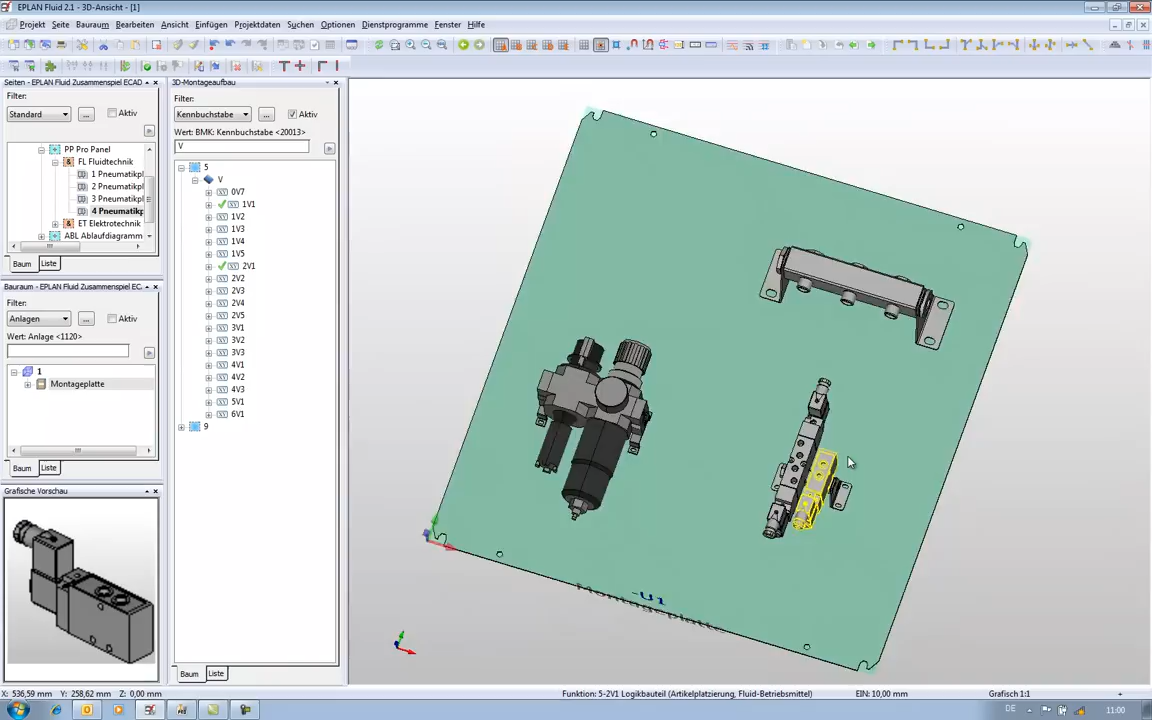 EPLAN Fluid 2.1 - 3D-Ansicht - [1]
Projekt Seite Bauraum Bearbeiten Ansicht Einfügen Projektdaten Suchen Optionen Dienstprogramme Fenster Hilfe
Seiten - EPLAN Fluid Zusammenspiel ECAD
Filter:
Standard
...
Aktiv
PP Pro Panel
FL Fluidtechnik
1 Pneumatikpl
2 Pneumatikpl
3 Pneumatikpl
4 Pneumatikp
ET Elektrotechnik
ABL Ablaufdiagramm
Baum Liste
Bauraum - EPLAN Fluid Zusammenspiel EC
Filter:
Anlagen
...
Aktiv
Wert: Anlage <1120>
1
Montageplatte
Baum Liste
Grafische Vorschau
3D-Montageaufbau
Filter:
Kennbuchstabe
...
Aktiv
Wert: BMK: Kennbuchstabe <20013>
V
5
V
0V7
1V1
1V2
1V3
1V4
1V5
2V1
2V2
2V3
2V4
2V5
3V1
3V2
3V3
4V1
4V2
4V3
5V1
6V1
9
Baum Liste
-U1
Montageplatte
X: 536,59 mm Y: 258,62 mm Z: 0,00 mm
Funktion: 5-2V1 Logikbauteil (Artikelplatzierung, Fluid-Betriebsmittel)
EIN: 10,00 mm
Grafisch 1:1
DE
11:00